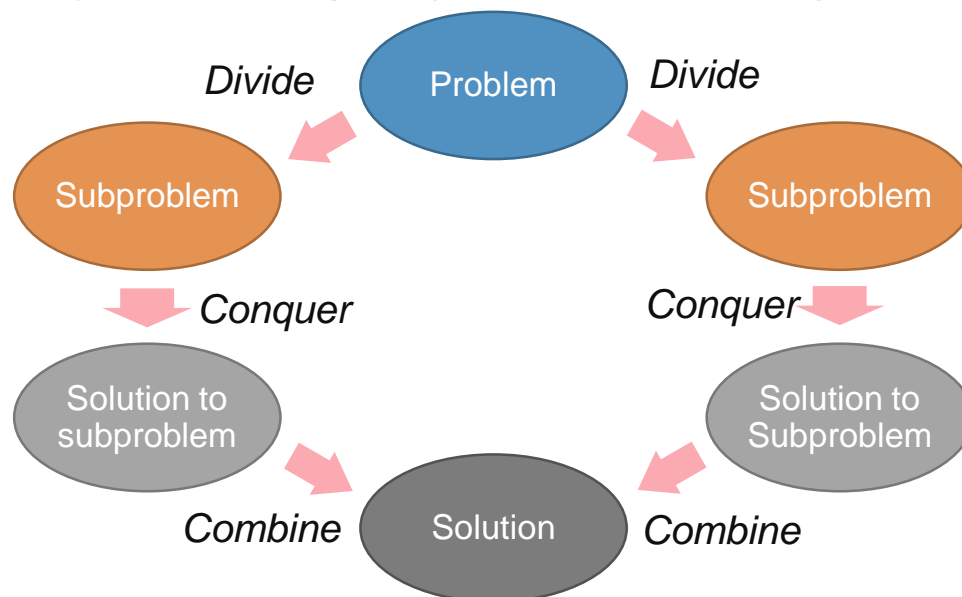 Divide
Problem
Divide
Subproblem
Subproblem
Conquer
Conquer
Solution to
subproblem
Solution to
Subproblem
Combine
Solution
Combine